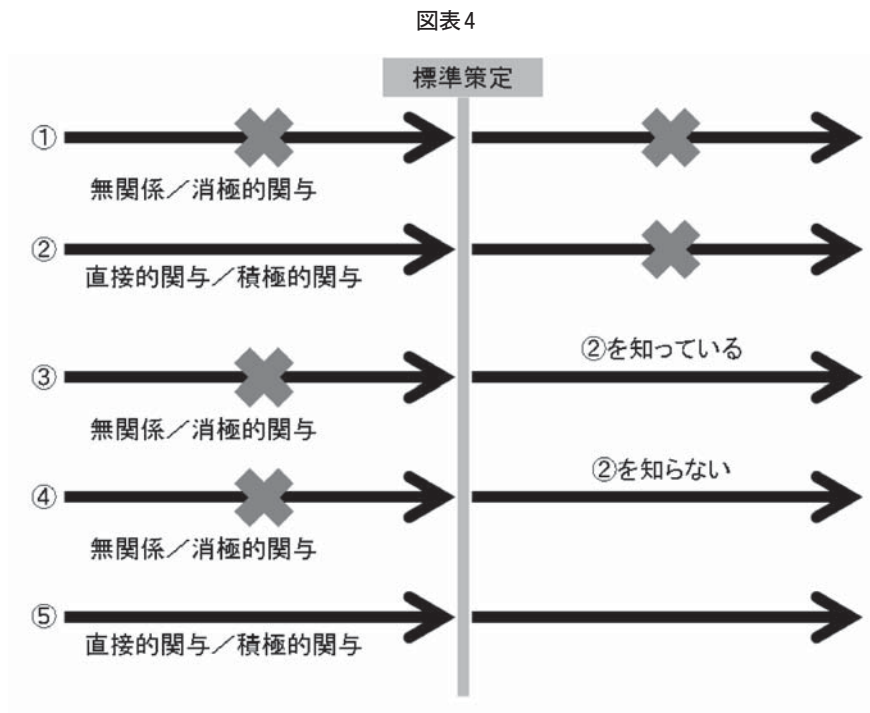 図表4
標準策定
①
無関係／消極的関与
②
直接的関与／積極的関与
②を知っている
③
無関係／消極的関与
②を知らない
④
無関係／消極的関与
⑤
直接的関与／積極的関与